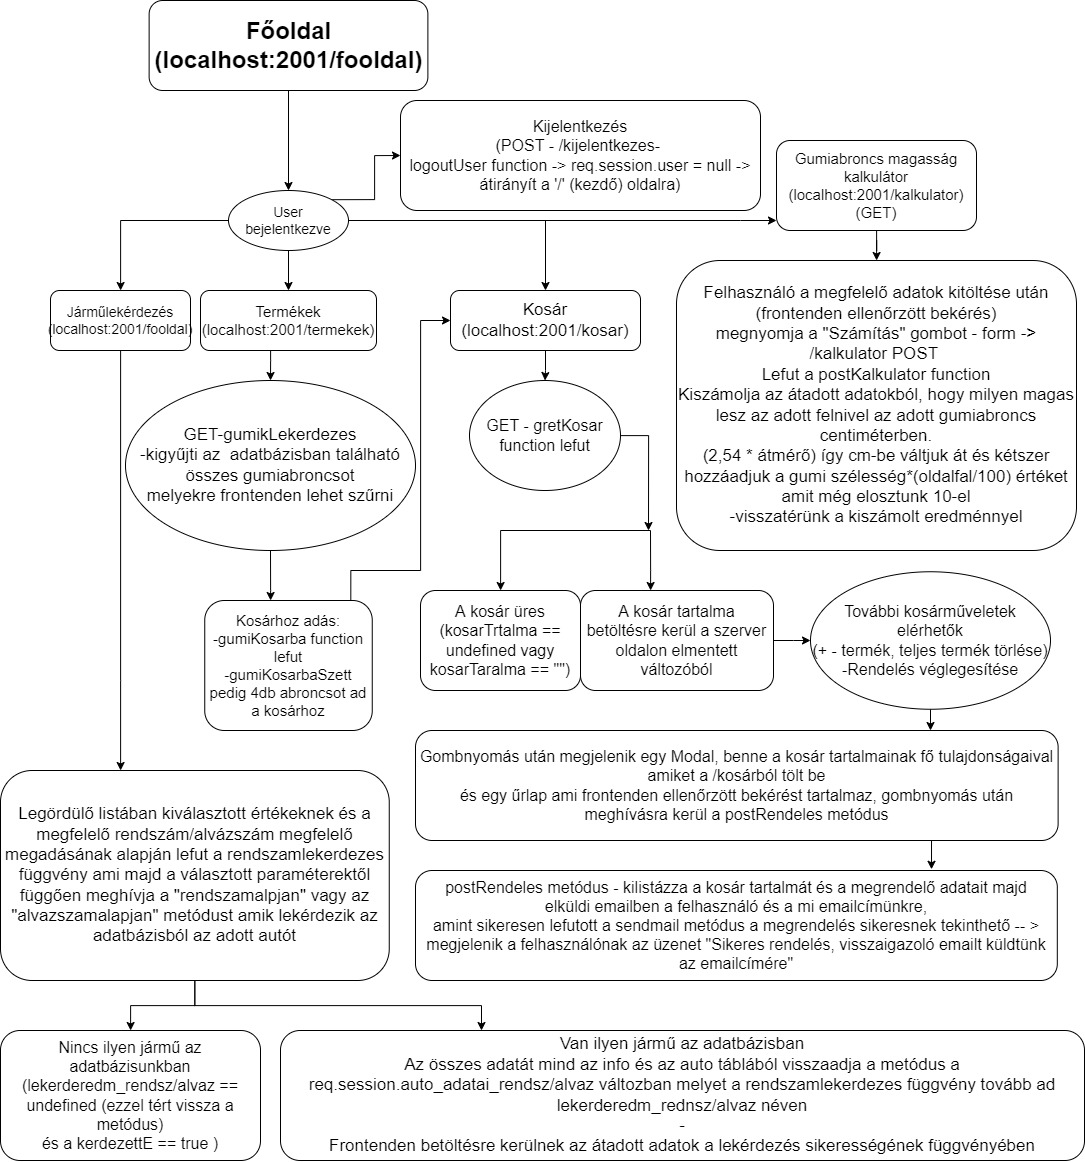 Főoldal
(localhost:2001/fooldal)
Kijelentkezés
(POST - /kijelentkezes-
logoutUser function -> req.session.user = null ->
átirányít a '/' (kezdő) oldalra)
Gumiabroncs magasság
kalkulátor
(localhost:2001/kalkulator)
(GET)
User
bejelentkezve
Járműlekérdezés
(localhost:2001/fooldal)
Termékek
(localhost:2001/termekek)
Kosár
(localhost:2001/kosar)
Felhasználó a megfelelő adatok kitöltése után
(frontenden ellenőrzött bekérés)
megnyomja a "Számítás" gombot - form ->
/kalkulator POST
Lefut a postKalkulator function
Kiszámolja az átadott adatokból, hogy milyen magas
lesz az adott felnivel az adott gumiabroncs
centiméterben.
(2,54 * átmérő) így cm-be váltjuk át és kétszer
hozzáadjuk a gumi szélesség*(oldalfal/100) értéket
amit még elosztunk 10-el
-visszatérünk a kiszámolt eredménnyel
GET-gumikLekerdezes
-kigyűjti az  adatbázisban található
összes gumiabroncsot
melyekre frontenden lehet szűrni
GET - gretKosar
function lefut
Kosárhoz adás:
-gumiKosarba function
lefut
-gumiKosarbaSzett
pedig 4db abroncsot ad
a kosárhoz
A kosár üres
(kosarTrtalma ==
undefined vagy
kosarTaralma == "")
A kosár tartalma
betöltésre kerül a szerver
oldalon elmentett
változóból
További kosárműveletek
elérhetők
(+ - termék, teljes termék törlése)
-Rendelés véglegesítése
Gombnyomás után megjelenik egy Modal, benne a kosár tartalmainak fő tulajdonságaival
amiket a /kosárból tölt be
és egy űrlap ami frontenden ellenőrzött bekérést tartalmaz, gombnyomás után
meghívásra kerül a postRendeles metódus
Legördülő listában kiválasztott értékeknek és a
megfelelő rendszám/alvázszám megfelelő
megadásának alapján lefut a rendszamlekerdezes
függvény ami majd a választott paraméterektől
függően meghívja a "rendszamalpjan" vagy az
"alvazszamalapjan" metódust amik lekérdezik az
adatbázisból az adott autót
postRendeles metódus - kilistázza a kosár tartalmát és a megrendelő adatait majd
elküldi emailben a felhasználó és a mi emailcímünkre,
amint sikeresen lefutott a sendmail metódus a megrendelés sikeresnek tekinthető -- >
megjelenik a felhasználónak az üzenet "Sikeres rendelés, visszaigazoló emailt küldtünk
az emailcímére"
Nincs ilyen jármű az
adatbázisunkban
(lekerderedm_rendsz/alvaz ==
undefined (ezzel tért vissza a
metódus)
és a kerdezettE == true )
Van ilyen jármű az adatbázisban
Az összes adatát mind az info és az auto táblából visszaadja a metódus a
req.session.auto_adatai_rendsz/alvaz változban melyet a rendszamlekerdezes függvény tovább ad
lekerderedm_rednsz/alvaz néven
-
Frontenden betöltésre kerülnek az átadott adatok a lekérdezés sikerességének függvényében